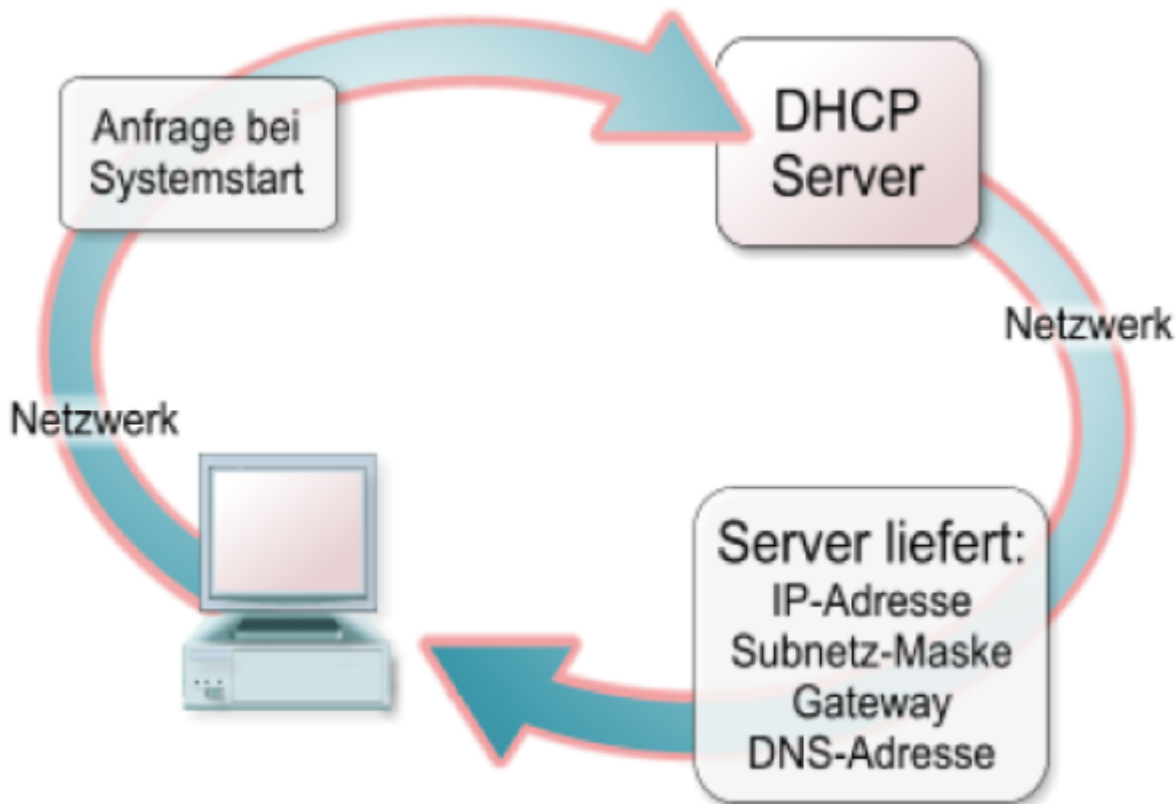 Anfrage bei
Systemstart
DHCP
Server
Netzwerk
Netzwerk
Server liefert:
IP-Adresse
Subnetz-Maske
Gateway
DNS-Adresse